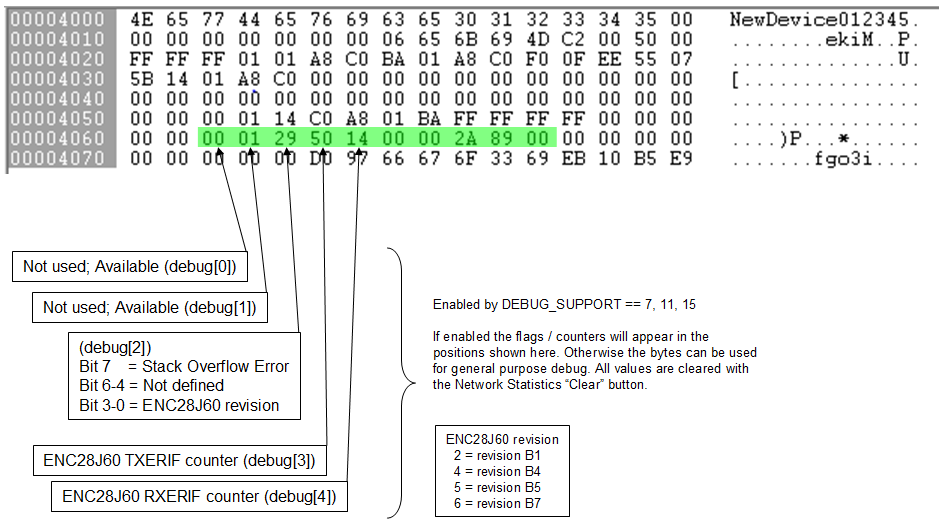 00004000 4E 65 77 44 65 76 69 63 65 30 31 32 33 34 35 00 NewDevice012345.
00004010 00 00 00 00 00 00 00 06 65 6B 69 4D C2 00 50 00 ........ekiM..P.
00004020 FF FF FF 01 01 A8 C0 BA 01 A8 C0 F0 0F EE 55 07 ..............U.
00004030 5B 14 01 A8 C0 00 00 00 00 00 00 00 00 00 00 00 [...............
00004040 00 00 00 00 00 00 00 00 00 00 00 00 00 00 00 00 ................
00004050 00 00 00 01 14 C0 A8 01 BA FF FF FF FF 00 00 00 ................
00004060 00 00 00 01 29 50 14 00 00 2A 89 00 00 00 00 00 ....)P...*......
00004070 00 00 00 00 00 D0 97 66 67 6F 33 69 EB 10 B5 E9 .......fgo3i....
Not used; Available (debug[0])
Not used; Available (debug[1])
(debug[2])
Bit 7 = Stack Overflow Error
Bit 6-4 = Not defined
Bit 3-0 = ENC28J60 revision
ENC28J60 TXERIF counter (debug[3])
ENC28J60 RXERIF counter (debug[4])
Enabled by DEBUG_SUPPORT == 7, 11, 15
If enabled the flags / counters will appear in the
positions shown here. Otherwise the bytes can be used
for general purpose debug. All values are cleared with
the Network Statistics “Clear” button.
ENC28J60 revision
2 = revision B1
4 = revision B4
5 = revision B5
6 = revision B7